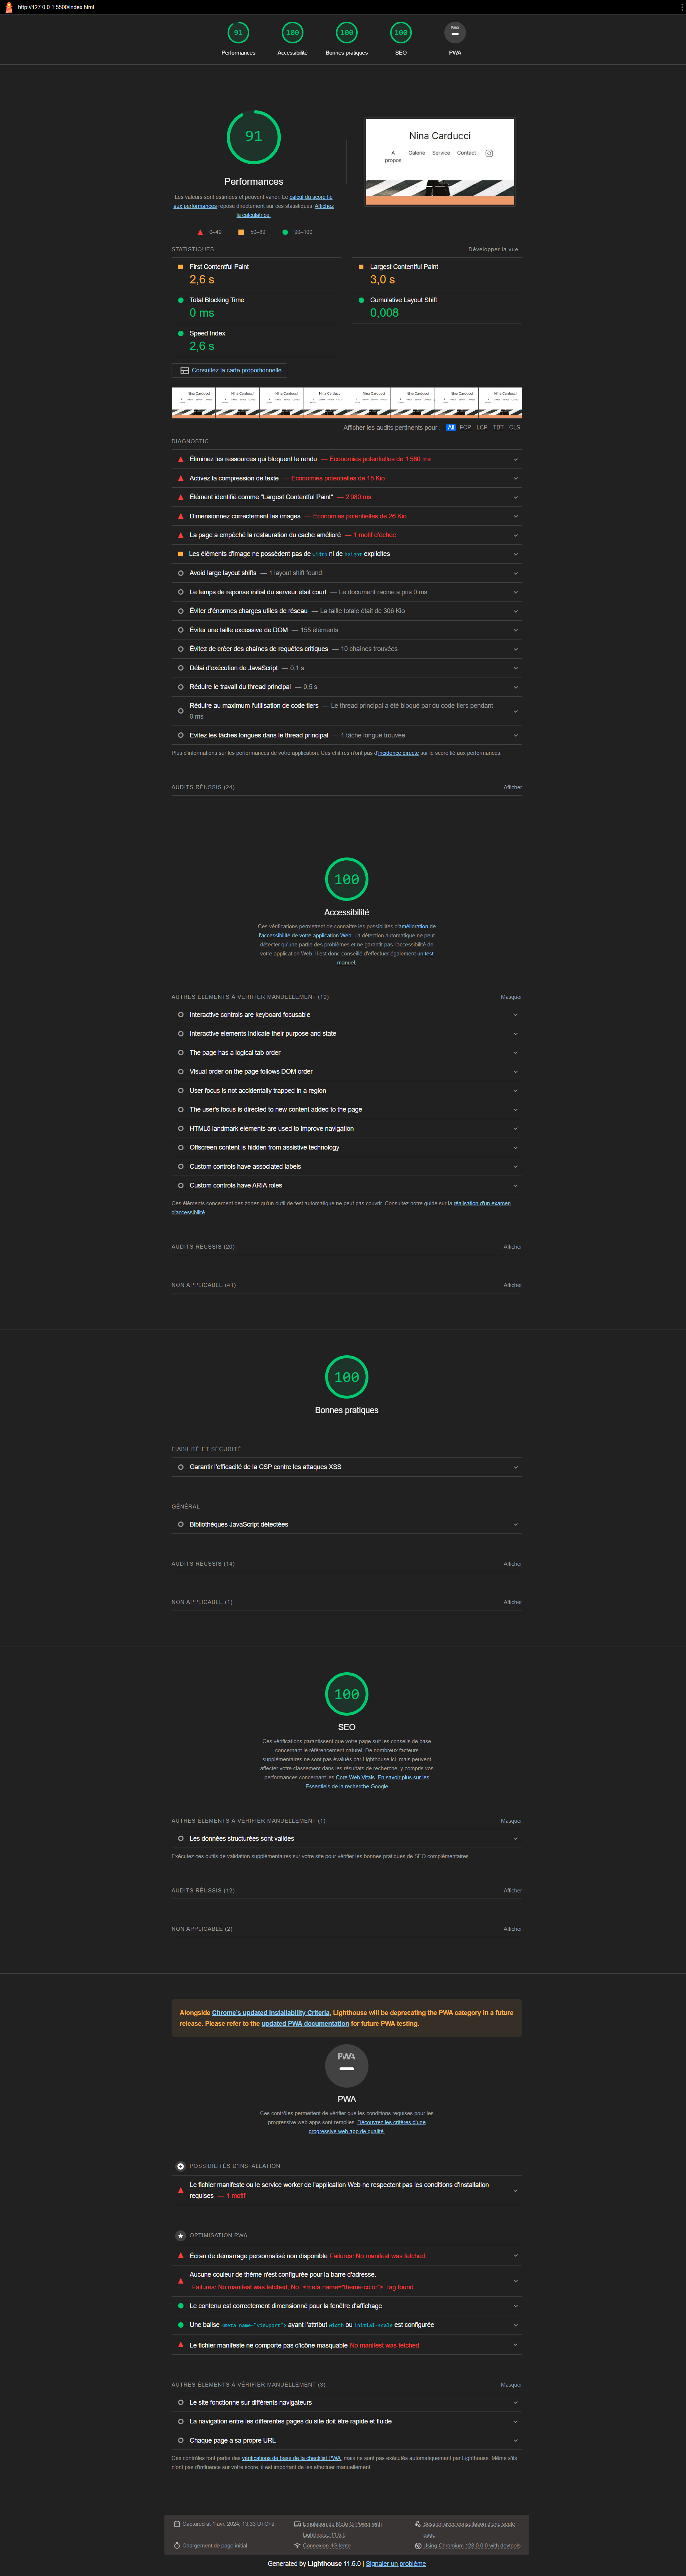 http://127.0.0.1:5500/index.html
91
100
100
100
PWA
Performances
Accessibilité
Bonnes pratiques
SEO
PWA
91
Performances
Les valeurs sont estimées et peuvent varier. Le calcul du score lié
aux performances repose directement sur ces statistiques. Affichez
la calculatrice.
0–49
50–89
90–100
Nina Carducci
À propos
Galerie
Service
Contact
STATISTIQUES
Développer la vue
First Contentful Paint
2,6 s
Largest Contentful Paint
3,0 s
Total Blocking Time
0 ms
Cumulative Layout Shift
0,008
Speed Index
2,6 s
Consultez la carte proportionnelle
Nina Carducci
Nina Carducci
Nina Carducci
Nina Carducci
Nina Carducci
Nina Carducci
Nina Carducci
Nina Carducci
Afficher les audits pertinents pour : All FCP LCP TBT CLS
DIAGNOSTIC
Éliminez les ressources qui bloquent le rendu — Économies potentielles de 1 580 ms
Activez la compression de texte — Économies potentielles de 18 Kio
Élément identifié comme "Largest Contentful Paint" — 2 980 ms
Dimensionnez correctement les images — Économies potentielles de 26 Kio
La page a empêché la restauration du cache amélioré — 1 motif d'échec
Les éléments d'image ne possèdent pas de width ni de height explicites
Avoid large layout shifts — 1 layout shift found
Le temps de réponse initial du serveur était court — Le document racine a pris 0 ms
Éviter d'énormes charges utiles de réseau — La taille totale était de 306 Kio
Éviter une taille excessive de DOM — 155 éléments
Évitez de créer des chaînes de requêtes critiques — 10 chaînes trouvées
Délai d'exécution de JavaScript — 0,1 s
Réduire le travail du thread principal — 0,5 s
Réduire au maximum l'utilisation de code tiers — Le thread principal a été bloqué par du code tiers pendant
0 ms
Évitez les tâches longues dans le thread principal — 1 tâche longue trouvée
Plus d'informations sur les performances de votre application. Ces chiffres n'ont pas d'incidence directe sur le score lié aux performances.
AUDITS RÉUSSIS (24)
Afficher
100
Accessibilité
Ces vérifications permettent de connaître les possibilités d'amélioration de
l'accessibilité de votre application Web. La détection automatique ne peut
détecter qu'une partie des problèmes et ne garantit pas l'accessibilité de
votre application Web. Il est donc conseillé d'effectuer également un test
manuel.
AUTRES ÉLÉMENTS À VÉRIFIER MANUELLEMENT (10)
Masquer
Interactive controls are keyboard focusable
Interactive elements indicate their purpose and state
The page has a logical tab order
Visual order on the page follows DOM order
User focus is not accidentally trapped in a region
The user's focus is directed to new content added to the page
HTML5 landmark elements are used to improve navigation
Offscreen content is hidden from assistive technology
Custom controls have associated labels
Custom controls have ARIA roles
Ces éléments concernent des zones qu'un outil de test automatique ne peut pas couvrir. Consultez notre guide sur la réalisation d'un examen
d'accessibilité.
AUDITS RÉUSSIS (20)
Afficher
NON APPLICABLE (41)
Afficher
100
Bonnes pratiques
FIABILITÉ ET SÉCURITÉ
Garantir l'efficacité de la CSP contre les attaques XSS
GÉNÉRAL
Bibliothèques JavaScript détectées
AUDITS RÉUSSIS (14)
Afficher
NON APPLICABLE (1)
Afficher
100
SEO
Ces vérifications garantissent que votre page suit les conseils de base
concernant le référencement naturel. De nombreux facteurs
supplémentaires ne sont pas évalués par Lighthouse ici, mais peuvent
affecter votre classement dans les résultats de recherche, y compris vos
performances concernant les Core Web Vitals. En savoir plus sur les
Essentiels de la recherche Google
AUTRES ÉLÉMENTS À VÉRIFIER MANUELLEMENT (1)
Masquer
Les données structurées sont valides
Exécutez ces outils de validation supplémentaires sur votre site pour vérifier les bonnes pratiques de SEO complémentaires.
AUDITS RÉUSSIS (12)
Afficher
NON APPLICABLE (2)
Afficher
Alongside Chrome's updated Installability Criteria, Lighthouse will be deprecating the PWA category in a future
release. Please refer to the updated PWA documentation for future PWA testing.
PWA
PWA
Ces contrôles permettent de vérifier que les conditions requises pour les
progressive web apps sont remplies. Découvrez les critères d'une
progressive web app de qualité.
POSSIBILITÉS D'INSTALLATION
Le fichier manifeste ou le service worker de l'application Web ne respectent pas les conditions d'installation
requises — 1 motif
OPTIMISATION PWA
Écran de démarrage personnalisé non disponible Failures: No manifest was fetched.
Aucune couleur de thème n'est configurée pour la barre d'adresse.
Failures: No manifest was fetched, No `<meta name="theme-color">` tag found.
Le contenu est correctement dimensionné pour la fenêtre d'affichage
Une balise <meta name="viewport"> ayant l'attribut width ou initial-scale est configurée
Le fichier manifeste ne comporte pas d'icône masquable No manifest was fetched
AUTRES ÉLÉMENTS À VÉRIFIER MANUELLEMENT (3)
Masquer
Le site fonctionne sur différents navigateurs
La navigation entre les différentes pages du site doit être rapide et fluide
Chaque page a sa propre URL
Ces contrôles font partie des vérifications de base de la checklist PWA, mais ne sont pas exécutés automatiquement par Lighthouse. Même s'ils
n'ont pas d'influence sur votre score, il est important de les effectuer manuellement.
Captured at 1 avr. 2024, 13:33 UTC+2
Émulation du Moto G Power with
Lighthouse 11.5.0
Session avec consultation d'une seule
page
Chargement de page initial
Connexion 4G lente
Using Chromium 123.0.0.0 with devtools
Generated by Lighthouse 11.5.0 | Signaler un problème